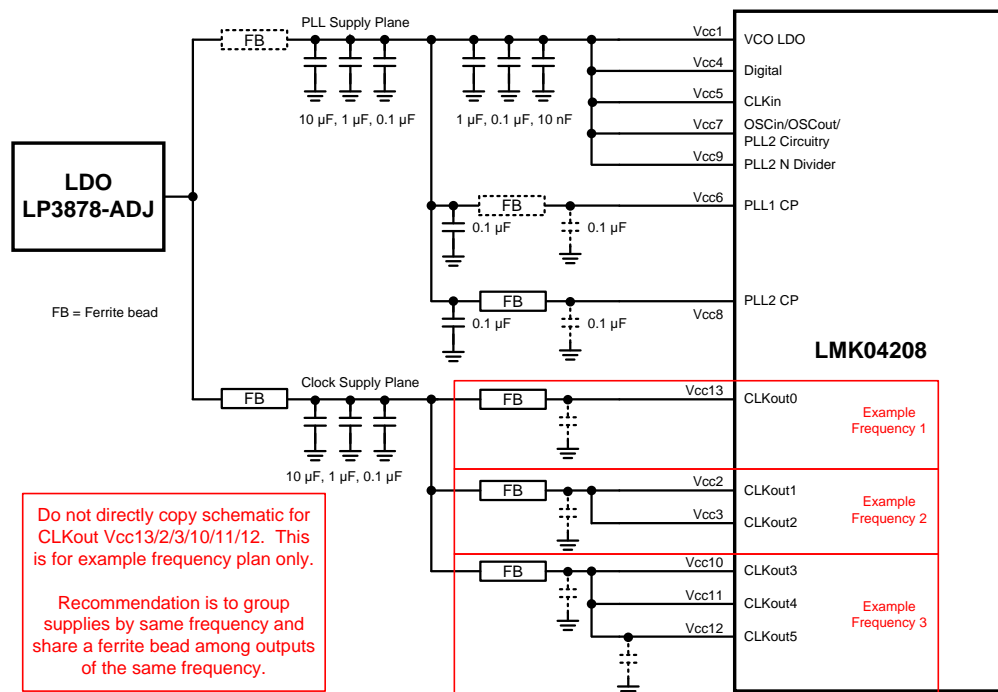 PLL Supply Plane
FB
10 µF, 1 µF, 0.1 µF
1 µF, 0.1 µF, 10 nF
Vcc1
VCO LDO
Vcc4
Digital
Vcc5
CLKin
Vcc7
OSCin/OSCout/
PLL2 Circuitry
Vcc9
PLL2 N Divider
LDO
LP3878-ADJ
FB
0.1 µF
0.1 µF
Vcc6
PLL1 CP
FB = Ferrite bead
FB
0.1 µF
0.1 µF
Vcc8
PLL2 CP
LMK04208
Clock Supply Plane
FB
10 µF, 1 µF, 0.1 µF
FB
Vcc13
CLKout0
Example
Frequency 1
FB
Vcc2
CLKout1
Vcc3
CLKout2
Example
Frequency 2
FB
Vcc10
CLKout3
Vcc11
CLKout4
Vcc12
CLKout5
Example
Frequency 3
Do not directly copy schematic for
CLKout Vcc13/2/3/10/11/12. This
is for example frequency plan only.
Recommendation is to group
supplies by same frequency and
share a ferrite bead among outputs
of the same frequency.